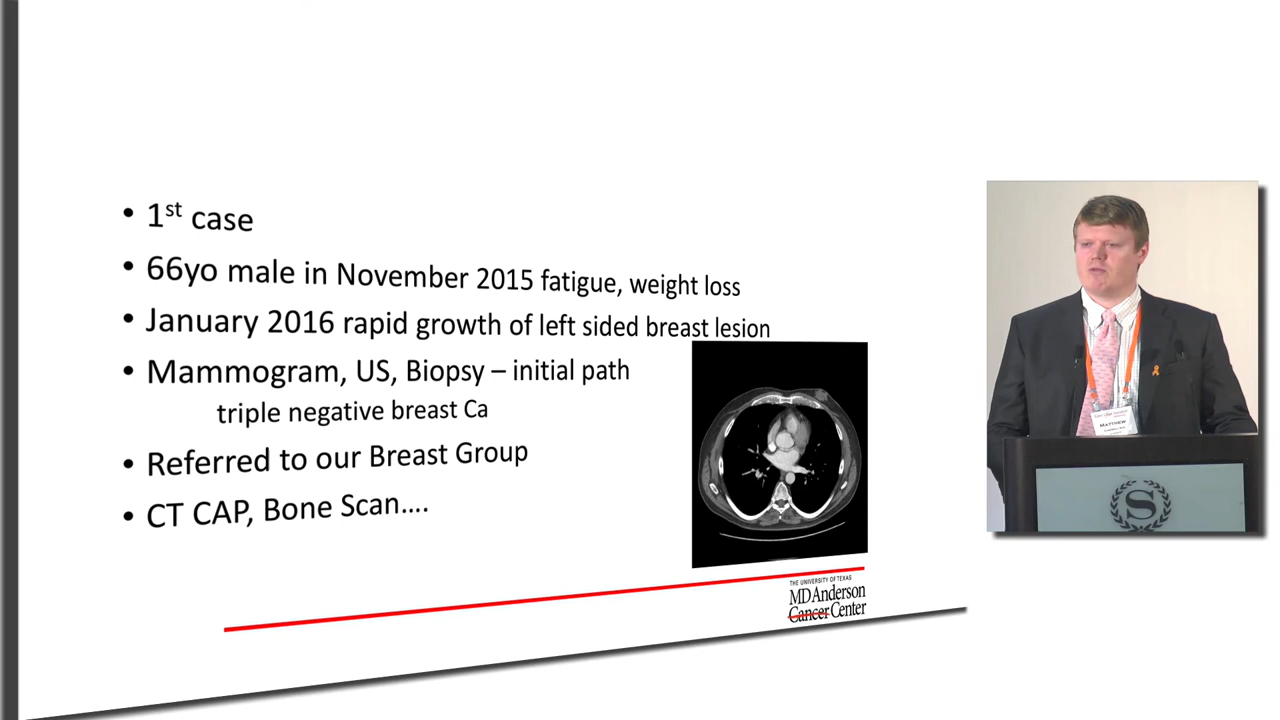 • 1st case
• 66yo male in November 2015 fatigue, weight loss
• January 2016 rapid growth of left sided breast lesion
• Mammogram, US, Biopsy – initial path
triple negative breast Ca
• Referred to our Breast Group
• CT CAP, Bone Scan....
THE UNIVERSITY OF TEXAS
MD Anderson
Cancer Center
MATTHEW
S